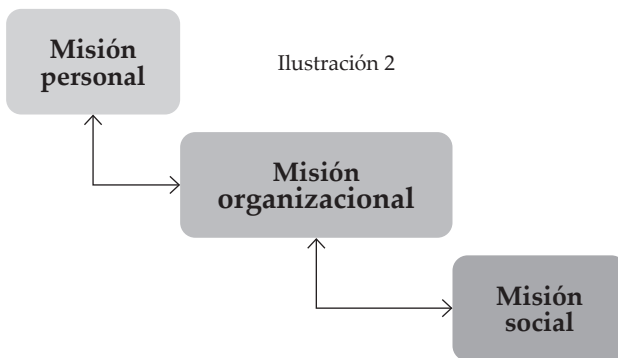 Misión
personal
Ilustración 2
Misión
organizacional
Misión
social